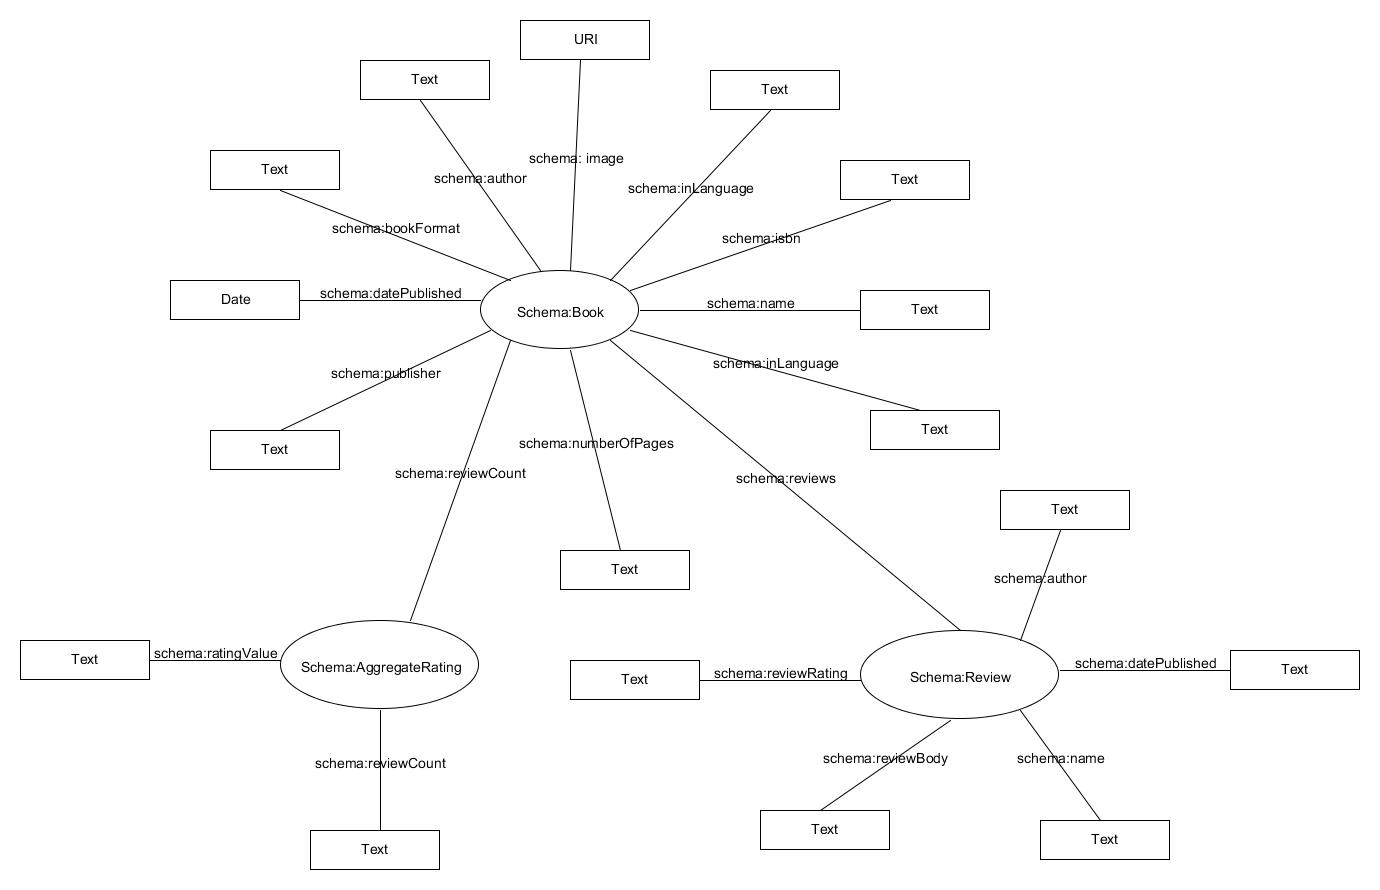 URI
Text
Text
schema: image
Text
schema:author
Text
schema:inLanguage
schema:bookFormat
schema:isbn
Date
schema:datePublished
Schema:Book
schema:name
Text
schema:publisher
schema:inLanguage
Text
Text
schema:numberOfPages
schema:reviewCount
schema:reviews
Text
Text
schema:author
Text
schema:ratingValue
Schema:AggregateRating
Text
schema:reviewRating
Schema:Review
schema:datePublished
Text
schema:reviewCount
schema:reviewBody
schema:name
Text
Text
Text